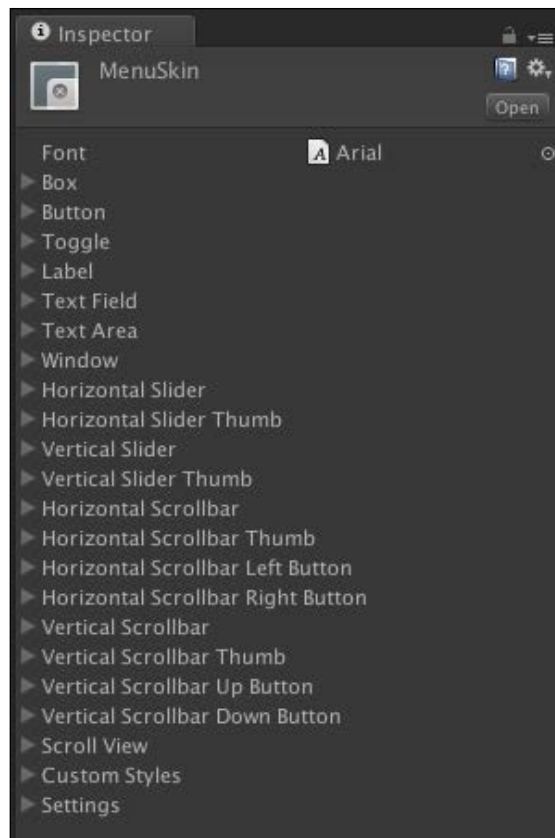 Inspector
MenuSkin
Open
Font Arial
Box
Button
Toggle
Label
Text Field
Text Area
Window
Horizontal Slider
Horizontal Slider Thumb
Vertical Slider
Vertical Slider Thumb
Horizontal Scrollbar
Horizontal Scrollbar Thumb
Horizontal Scrollbar Left Button
Horizontal Scrollbar Right Button
Vertical Scrollbar
Vertical Scrollbar Thumb
Vertical Scrollbar Up Button
Vertical Scrollbar Down Button
Scroll View
Custom Styles
Settings